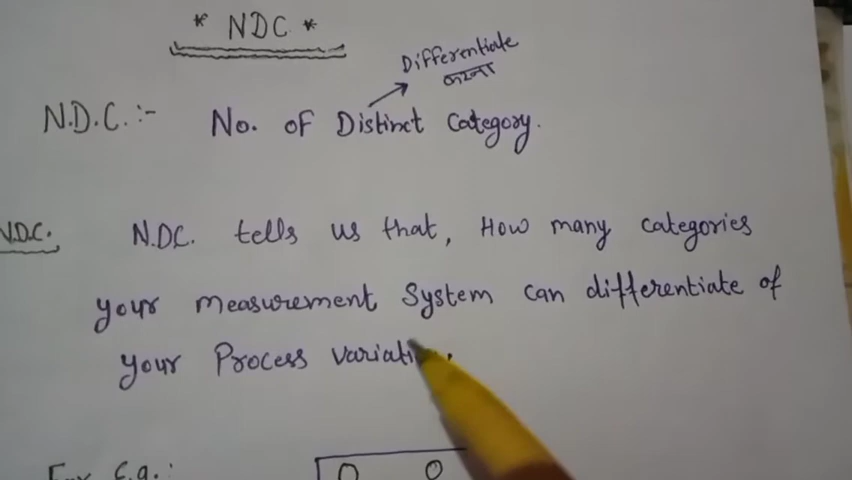 * NDC *
Differentiate
करना
N.D.C. :- No. of Distinct Category.
N.D.C. N.DC. tells us that, How many categories
your measurement System can differentiate of
your Process
For e.g.: